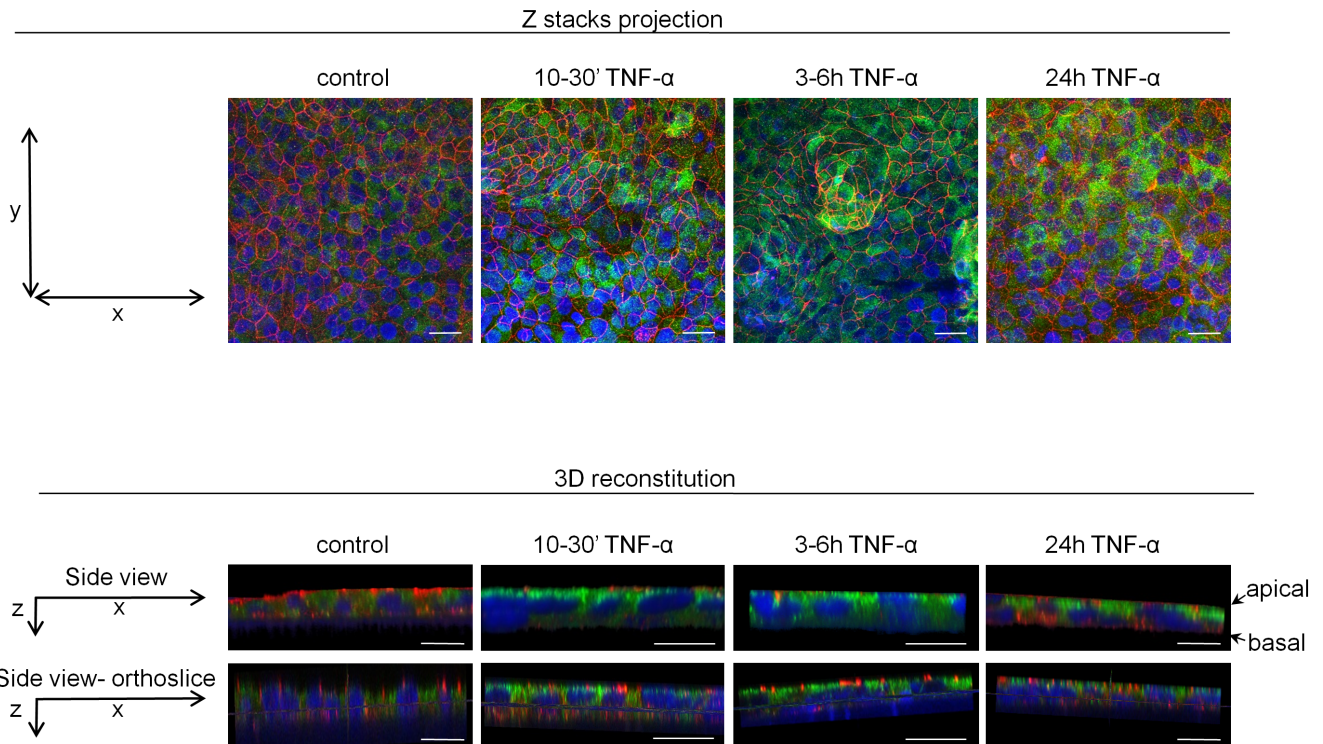 Z stacks projection
control 10-30’ TNF-α 3-6h TNF-α 24h TNF-α
y
x
3D reconstitution
control 10-30’ TNF-α 3-6h TNF-α 24h TNF-α
Side view
z x
apical
basal
Side view- orthoslice
z x